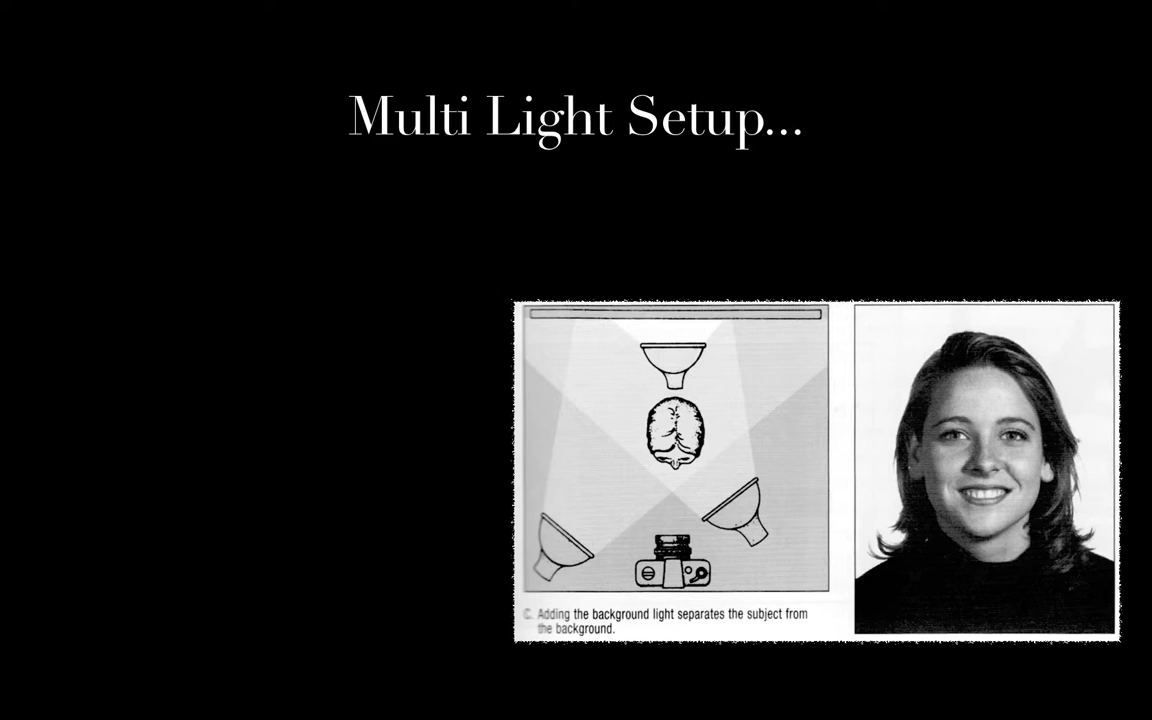 Multi Light Setup...
C. Adding the background light separates the subject from
the background.